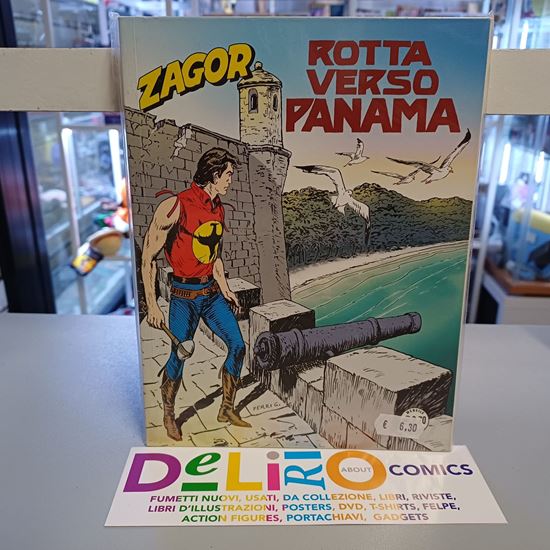 ZAGOR
ROTTA
VERSO
PANAMA
FERRI G.
€ 6,30
DeLiRiO
ABOUT
COMICS
FUMETTI NUOVI, USATI, DA COLLEZIONE, LIBRI, RIVISTE,
LIBRI D'ILLUSTRAZIONI, POSTERS, DVD, T-SHIRTS, FELPE,
ACTION FIGURES, PORTACHIAVI, GADGETS